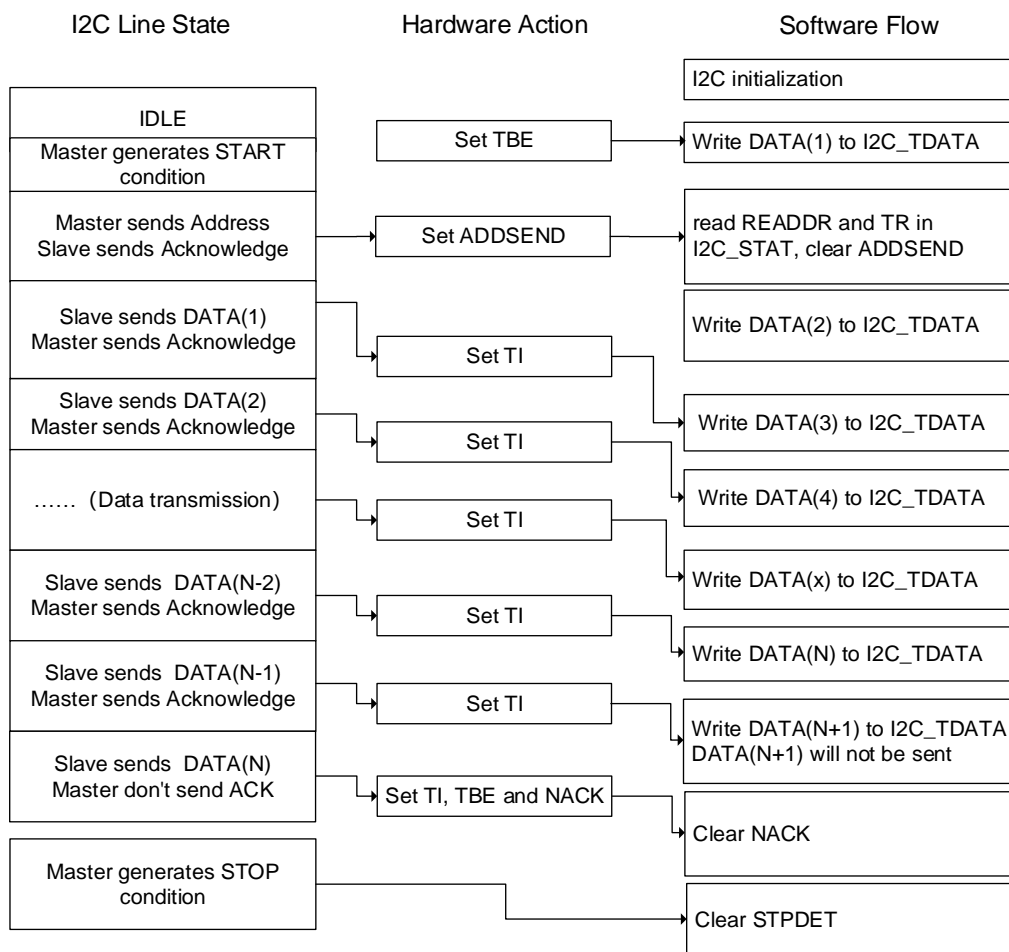 I2C Line State
Hardware Action
Software Flow
I2C initialization
IDLE
Set TBE
Write DATA(1) to I2C_TDATA
Master generates START
condition
Master sends Address
Slave sends Acknowledge
Set ADDSEND
read READDR and TR in
I2C_STAT, clear ADDSEND
Slave sends DATA(1)
Master sends Acknowledge
Write DATA(2) to I2C_TDATA
Set TI
Slave sends DATA(2)
Master sends Acknowledge
Write DATA(3) to I2C_TDATA
Set TI
Write DATA(4) to I2C_TDATA
…… (Data transmission)
Set TI
Write DATA(x) to I2C_TDATA
Slave sends DATA(N-2)
Master sends Acknowledge
Set TI
Write DATA(N) to I2C_TDATA
Slave sends DATA(N-1)
Master sends Acknowledge
Set TI
Write DATA(N+1) to I2C_TDATA
DATA(N+1) will not be sent
Slave sends DATA(N)
Master don't send ACK
Set TI, TBE and NACK
Clear NACK
Master generates STOP
condition
Clear STPDET